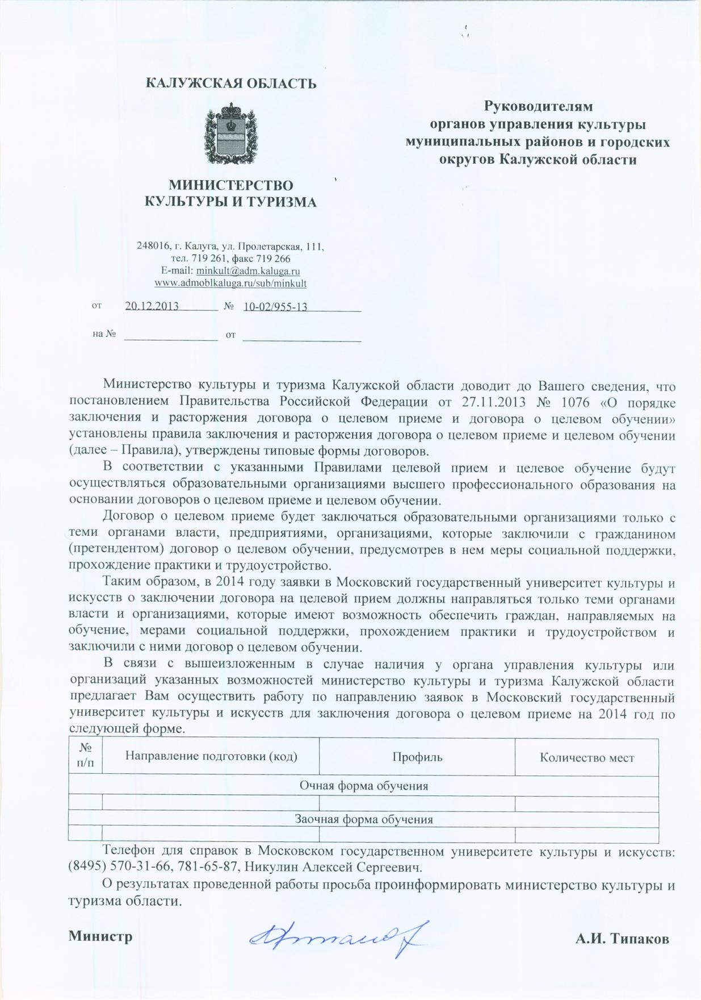 КАЛУЖСКАЯ ОБЛАСТЬ
МИНИСТЕРСТВО
КУЛЬТУРЫ И ТУРИЗМА
248016, г. Калуга, ул. Пролетарская, 111,
тел. 719 261, факс 719 266
E-mail: minkult@adm.kaluga.ru
www.admoblkaluga.ru/sub/minkult
от 20.12.2013 № 10-02/955-13
на № от
Руководителям
органов управления культуры
муниципальных районов и городских
округов Калужской области
Министерство культуры и туризма Калужской области доводит до Вашего сведения, что
постановлением Правительства Российской Федерации от 27.11.2013 № 1076 «О порядке
заключения и расторжения договора о целевом приеме и договора о целевом обучении»
установлены правила заключения и расторжения договора о целевом приеме и целевом обучении
(далее – Правила), утверждены типовые формы договоров.
В соответствии с указанными Правилами целевой прием и целевое обучение будут
осуществляться образовательными организациями высшего профессионального образования на
основании договоров о целевом приеме и целевом обучении.
Договор о целевом приеме будет заключаться образовательными организациями только с
теми органами власти, предприятиями, организациями, которые заключили с гражданином
(претендентом) договор о целевом обучении, предусмотрев в нем меры социальной поддержки,
прохождение практики и трудоустройство.
Таким образом, в 2014 году заявки в Московский государственный университет культуры и
искусств о заключении договора на целевой прием должны направляться только теми органами
власти и организациями, которые имеют возможность обеспечить граждан, направляемых на
обучение, мерами социальной поддержки, прохождением практики и трудоустройством и
заключили с ними договор о целевом обучении.
В связи с вышеизложенным в случае наличия у органа управления культуры или
организаций указанных возможностей министерство культуры и туризма Калужской области
предлагает Вам осуществить работу по направлению заявок в Московский государственный
университет культуры и искусств для заключения договора о целевом приеме на 2014 год по
следующей форме.
№ п/п Направление подготовки (код) Профиль Количество мест
Очная форма обучения
Заочная форма обучения
Телефон для справок в Московском государственном университете культуры и искусств:
(8495) 570-31-66, 781-65-87, Никулин Алексей Сергеевич.
О результатах проведенной работы просьба проинформировать министерство культуры и
туризма области.
Министр А.И. Типаков